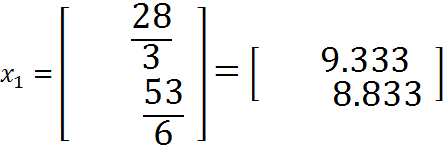 x₁ = [ 28/3 ] = [ 9.333 ]
[ 53/6 ] [ 8.833 ]